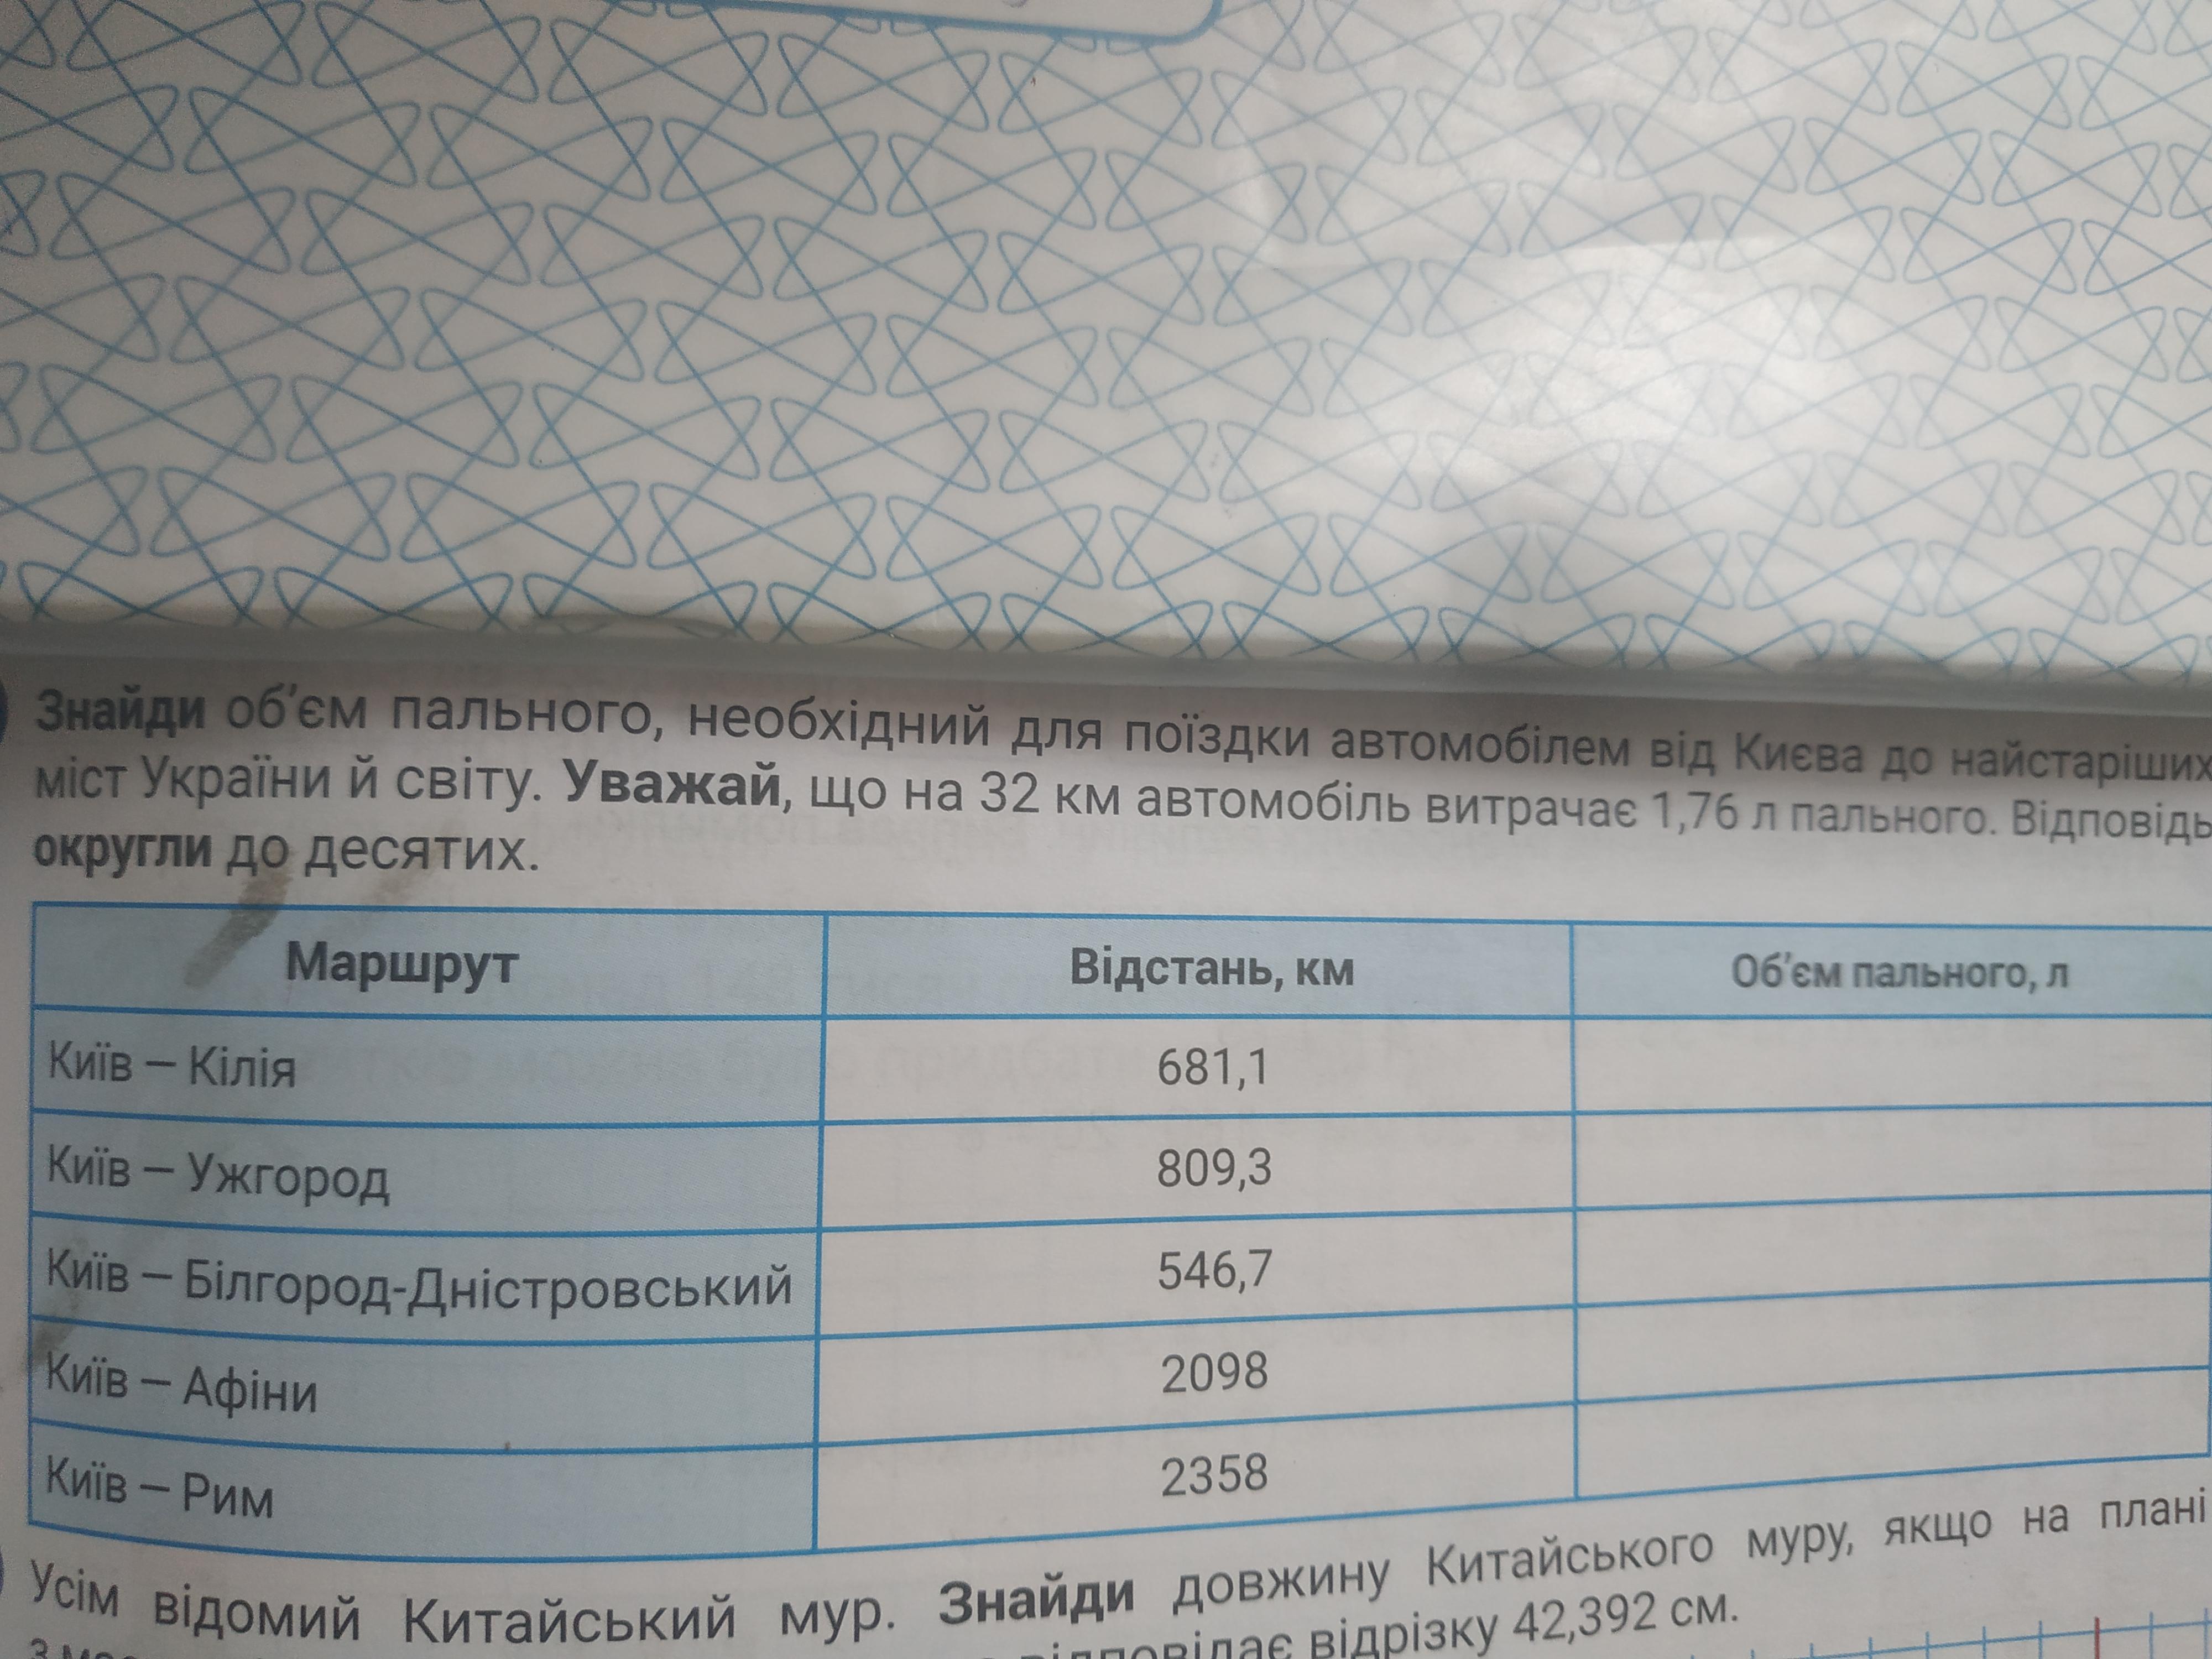 Знайди об'єм пального, необхідний для поїздки автомобілем від Києва до найстаріших
міст України й світу. Уважай, що на 32 км автомобіль витрачає 1,76 л пального. Відповідь
округли до десятих.
Маршрут Відстань, км Об'єм пального, л
Київ – Кілія 681,1
Київ – Ужгород 809,3
Київ – Білгород-Дністровський 546,7
Київ – Афіни 2098
Київ – Рим 2358
Усім відомий Китайський мур. Знайди довжину Китайського муру, якщо на плані
відповідає відрізку 42,392 см.